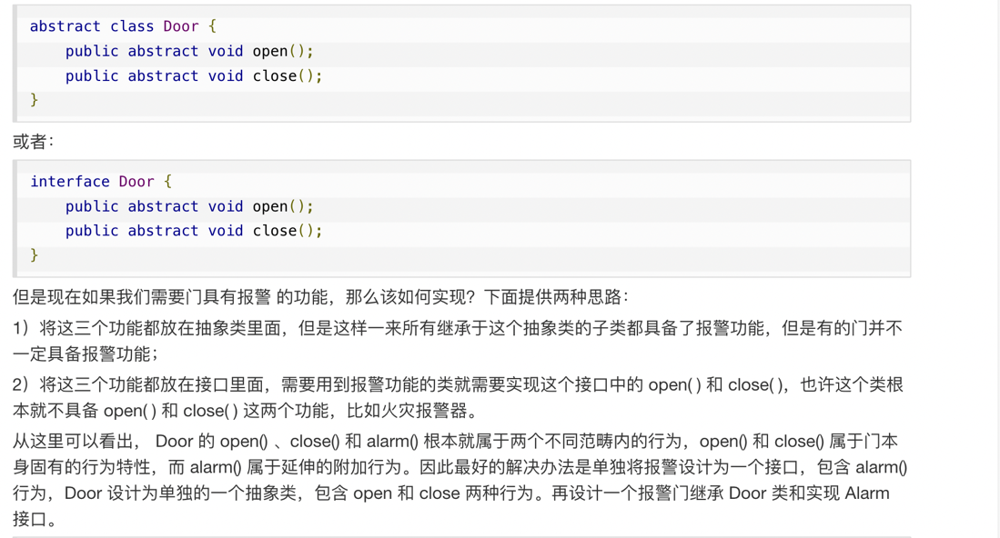 abstract class Door {
    public abstract void open();
    public abstract void close();
}
或者：
interface Door {
    public abstract void open();
    public abstract void close();
}
但是现在如果我们需要门具有报警 的功能，那么该如何实现？下面提供两种思路：
1）将这三个功能都放在抽象类里面，但是这样一来所有继承于这个抽象类的子类都具备了报警功能，但是有的门并不
一定具备报警功能；
2）将这三个功能都放在接口里面，需要用到报警功能的类就需要实现这个接口中的 open( ) 和 close( )，也许这个类根
本就不具备 open( ) 和 close( ) 这两个功能，比如火灾报警器。
从这里可以看出， Door 的 open() 、close() 和 alarm() 根本就属于两个不同范畴内的行为，open() 和 close() 属于门本
身固有的行为特性，而 alarm() 属于延伸的附加行为。因此最好的解决办法是单独将报警设计为一个接口，包含 alarm()
行为，Door 设计为单独的一个抽象类，包含 open 和 close 两种行为。再设计一个报警门继承 Door 类和实现 Alarm
接口。